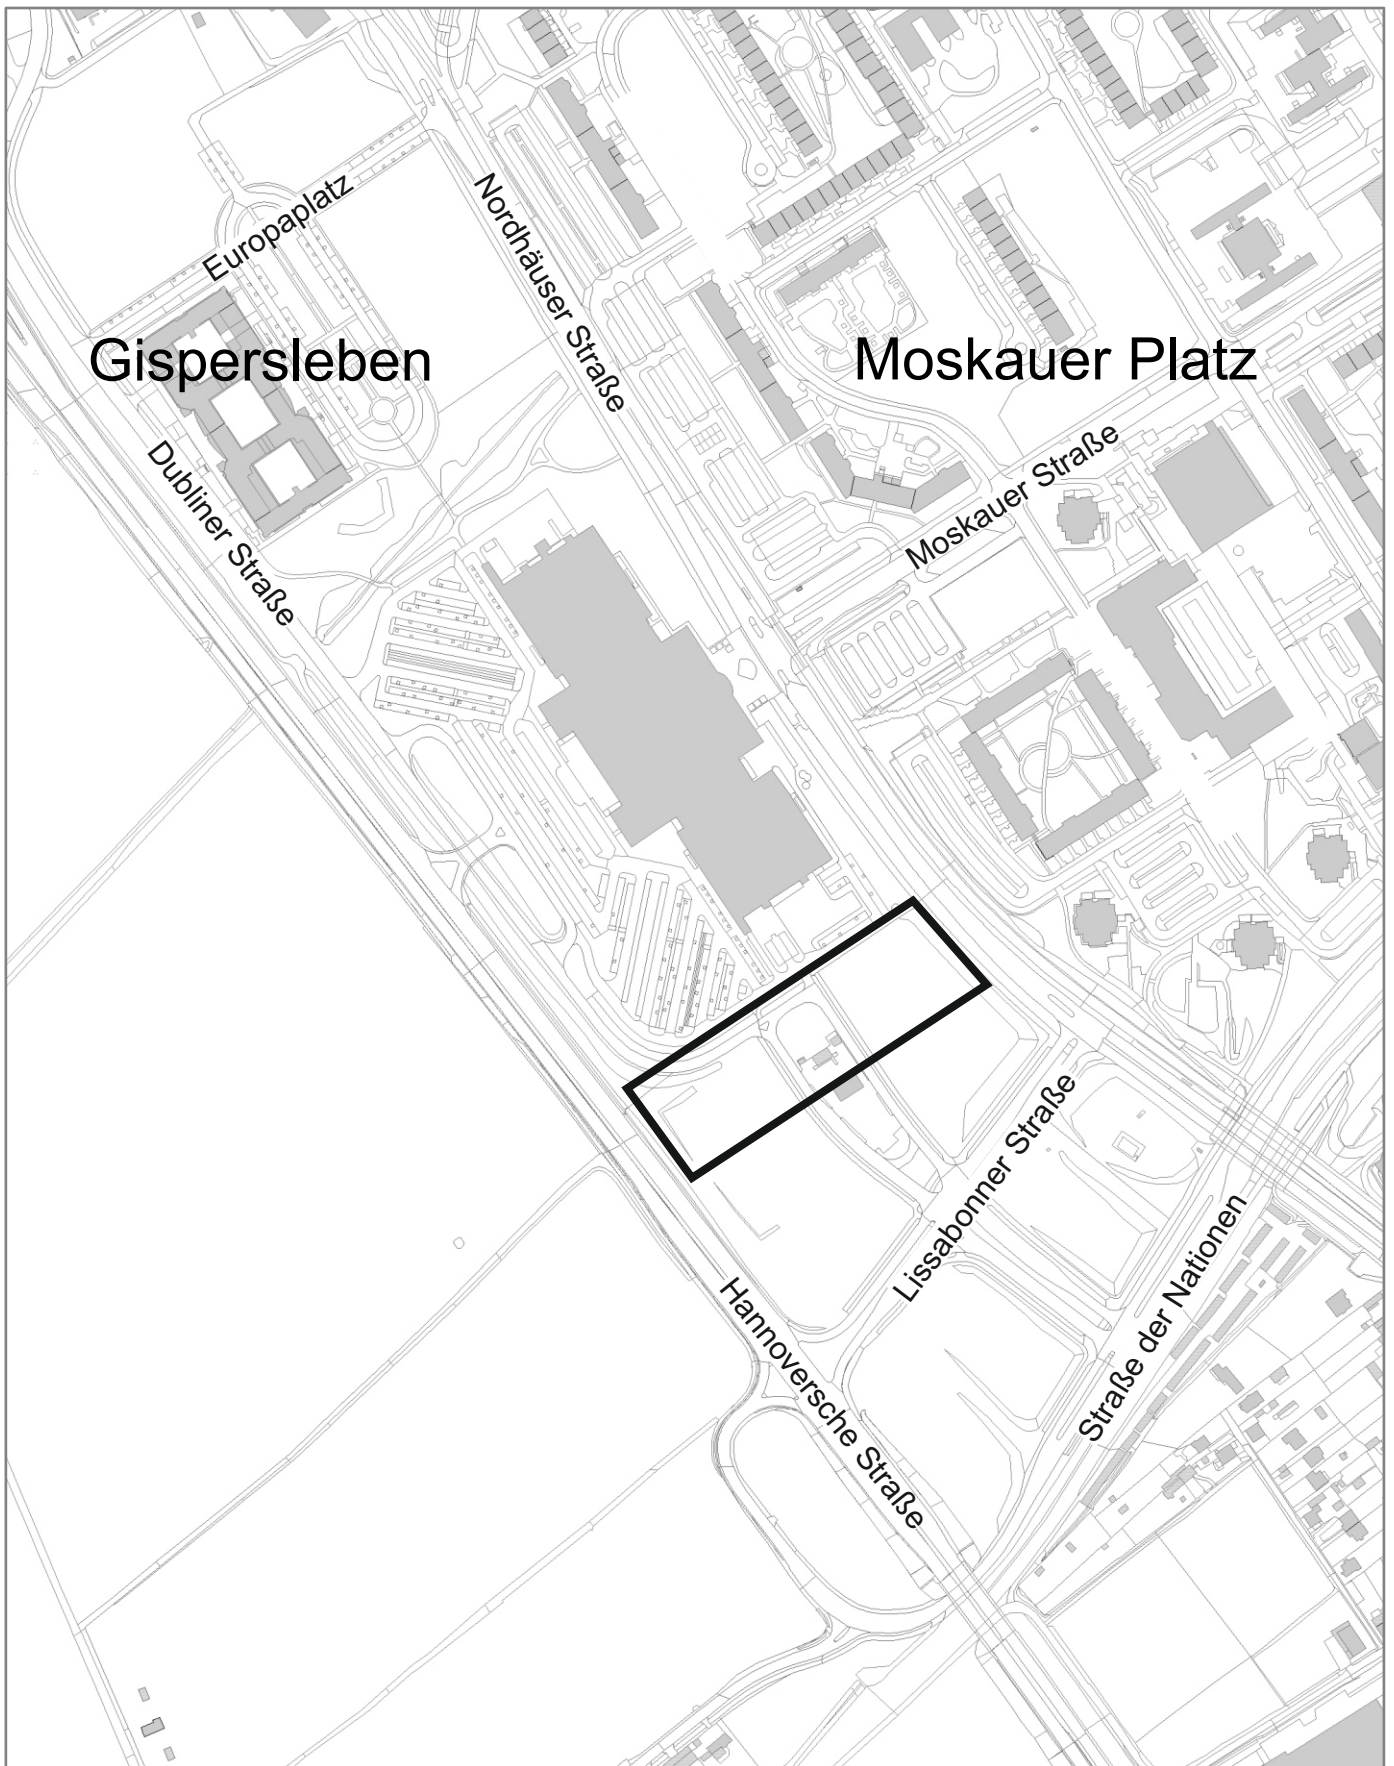 Europaplatz
Nordhäuser Straße
Gispersleben
Moskauer Platz
Dubliner Straße
Moskauer Straße
Lissabonner Straße
Straße der Nationen
Hannoversche Straße